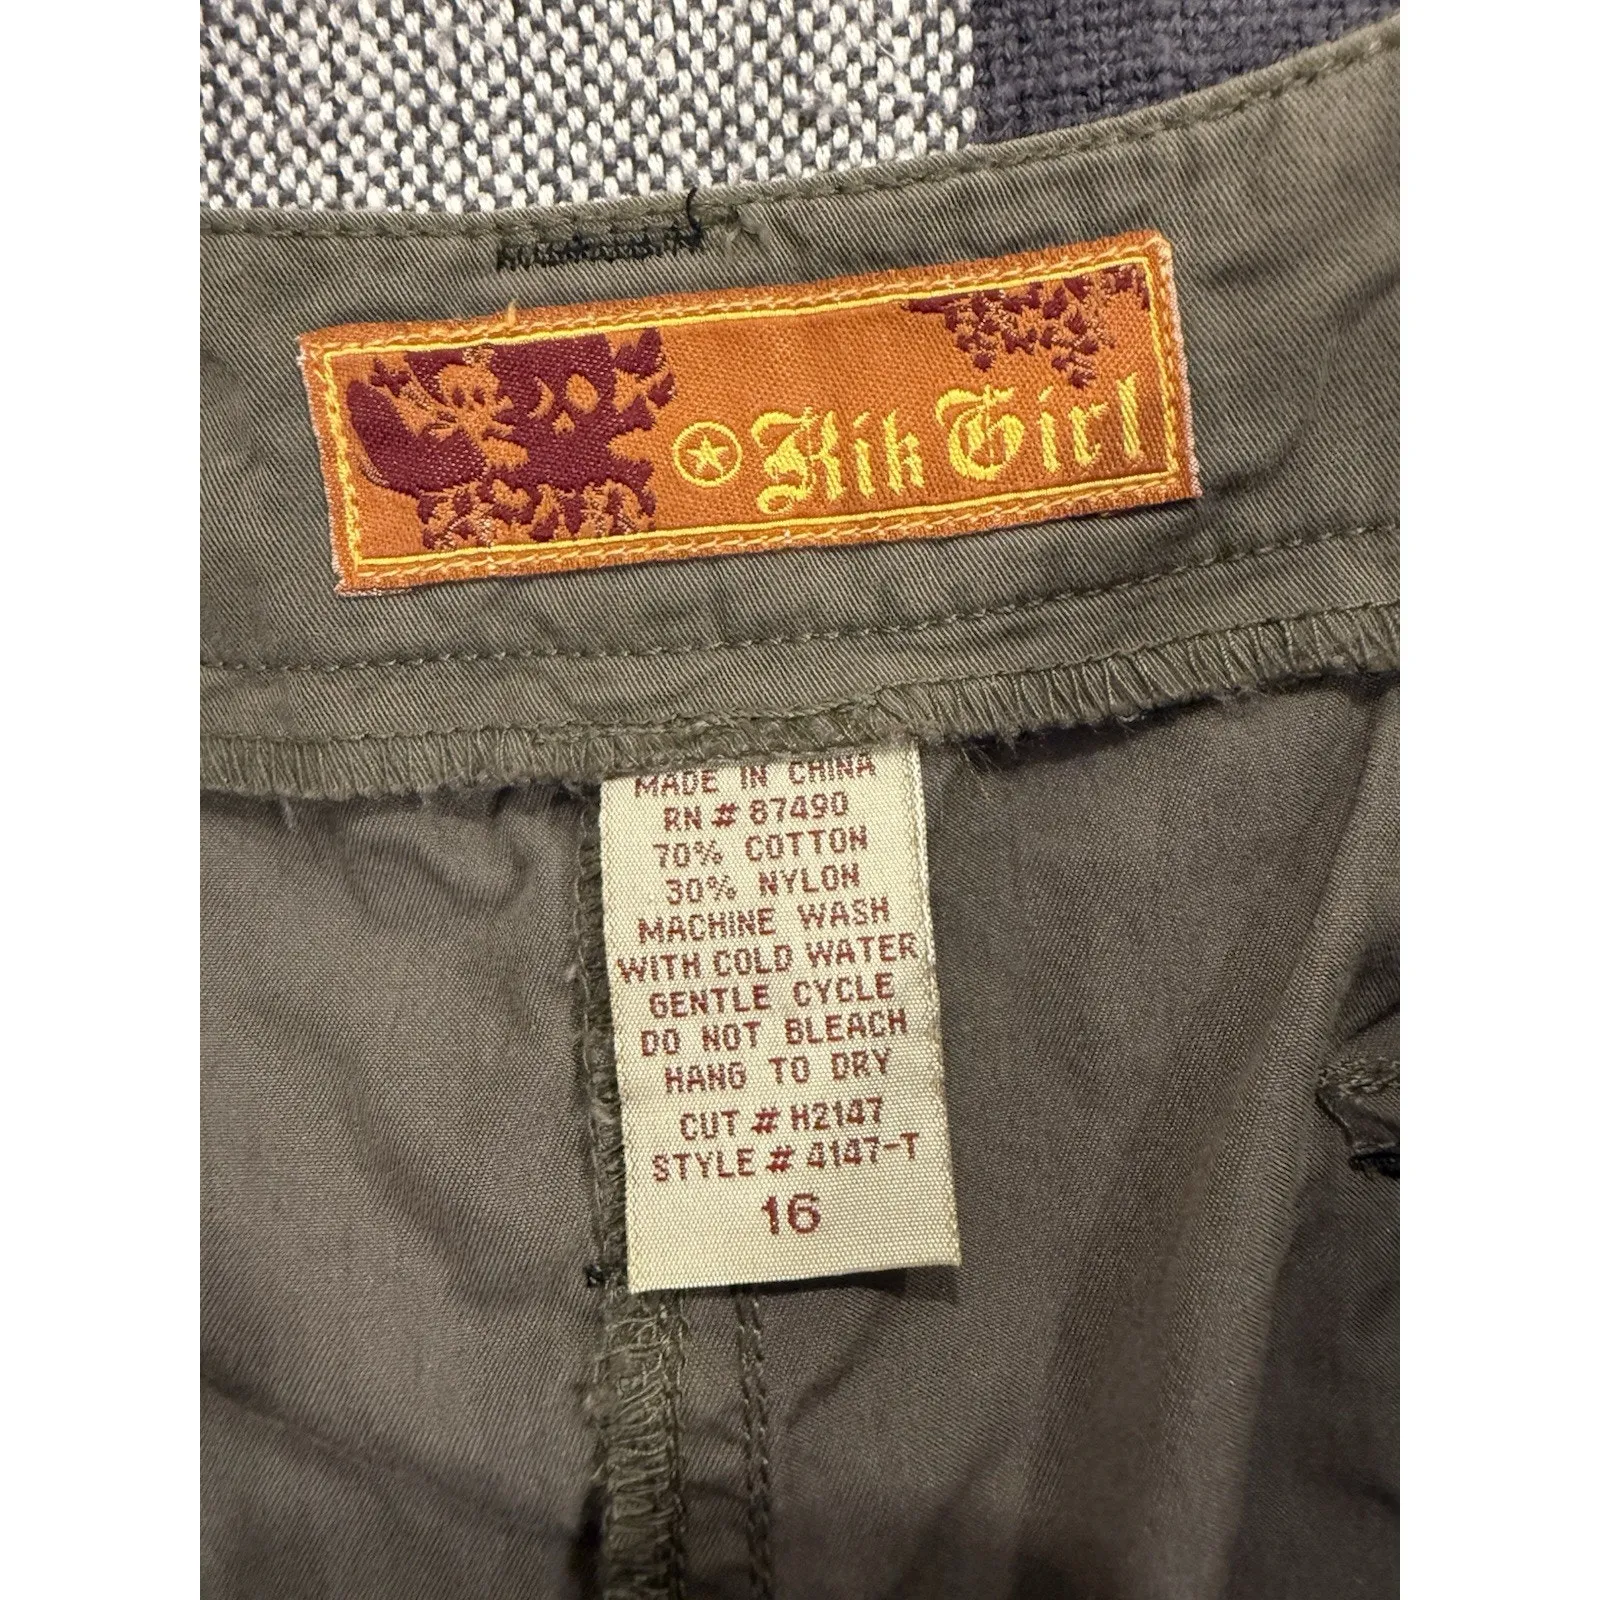 Kik Girl
MADE IN CHINA
RN # 87490
70% COTTON
30% NYLON
MACHINE WASH
WITH COLD WATER
GENTLE CYCLE
DO NOT BLEACH
HANG TO DRY
CUT # H2147
STYLE # 4147-T
16